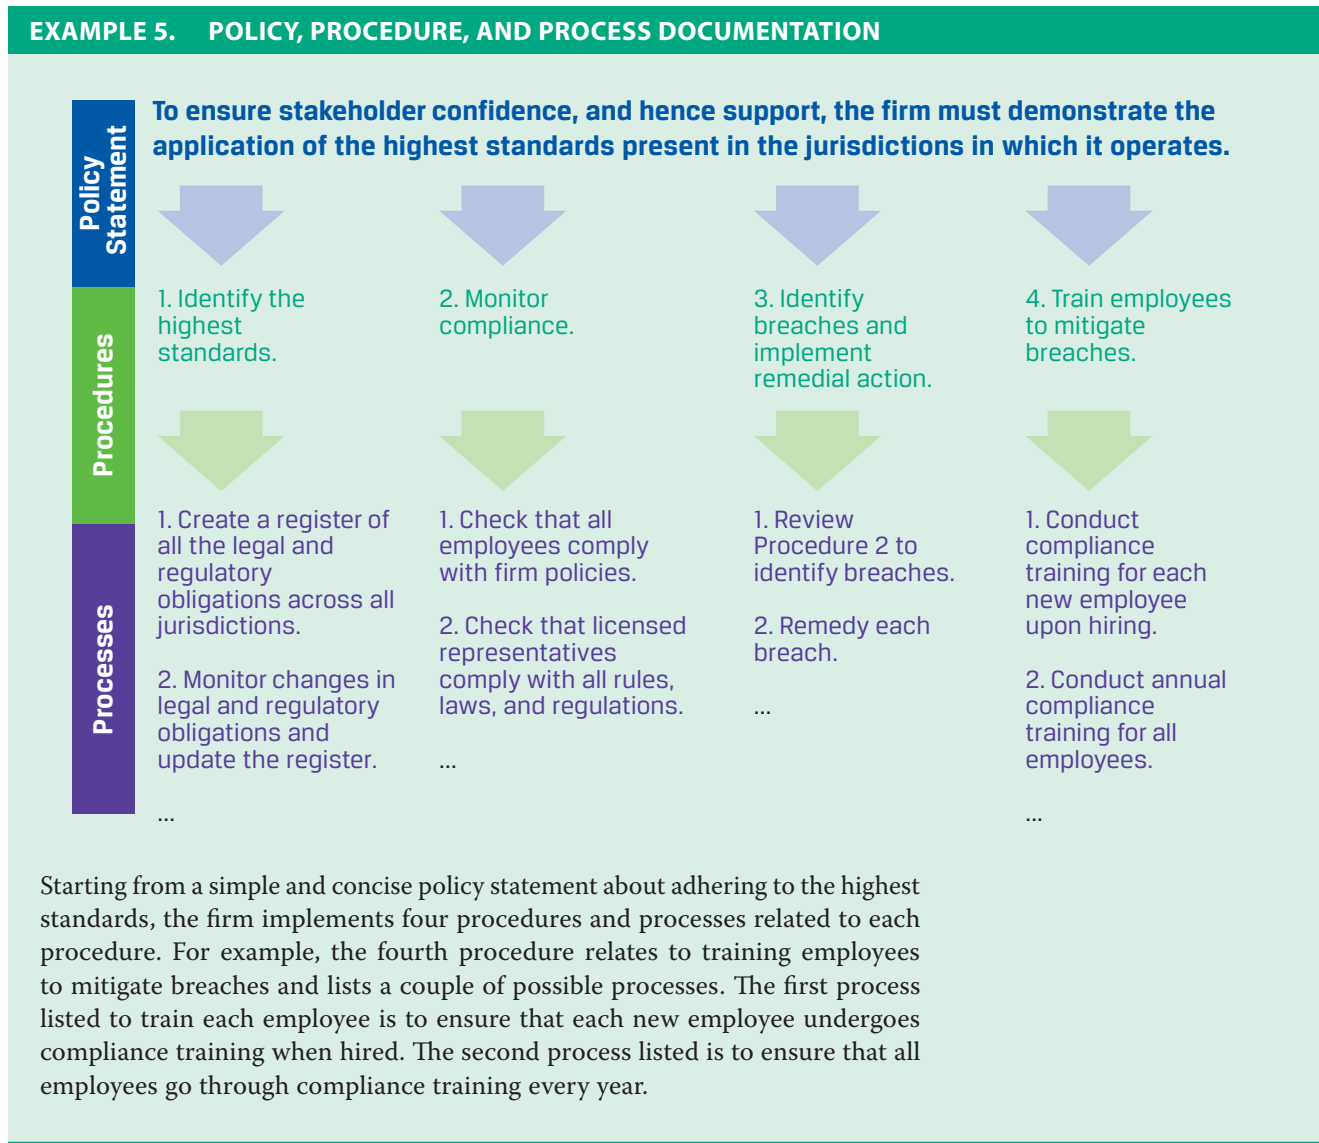 EXAMPLE 5. POLICY, PROCEDURE, AND PROCESS DOCUMENTATION
Policy
Statement
To ensure stakeholder confidence, and hence support, the firm must demonstrate the
application of the highest standards present in the jurisdictions in which it operates.
Procedures
1. Identify the
highest
standards.
2. Monitor
compliance.
3. Identify
breaches and
implement
remedial action.
4. Train employees
to mitigate
breaches.
Processes
1. Create a register of
all the legal and
regulatory
obligations across all
jurisdictions.
2. Monitor changes in
legal and regulatory
obligations and
update the register.
...
1. Check that all
employees comply
with firm policies.
2. Check that licensed
representatives
comply with all rules,
laws, and regulations.
...
1. Review
Procedure 2 to
identify breaches.
2. Remedy each
breach.
...
1. Conduct
compliance
training for each
new employee
upon hiring.
2. Conduct annual
compliance
training for all
employees.
...
Starting from a simple and concise policy statement about adhering to the highest
standards, the firm implements four procedures and processes related to each
procedure. For example, the fourth procedure relates to training employees
to mitigate breaches and lists a couple of possible processes. The first process
listed to train each employee is to ensure that each new employee undergoes
compliance training when hired. The second process listed is to ensure that all
employees go through compliance training every year.